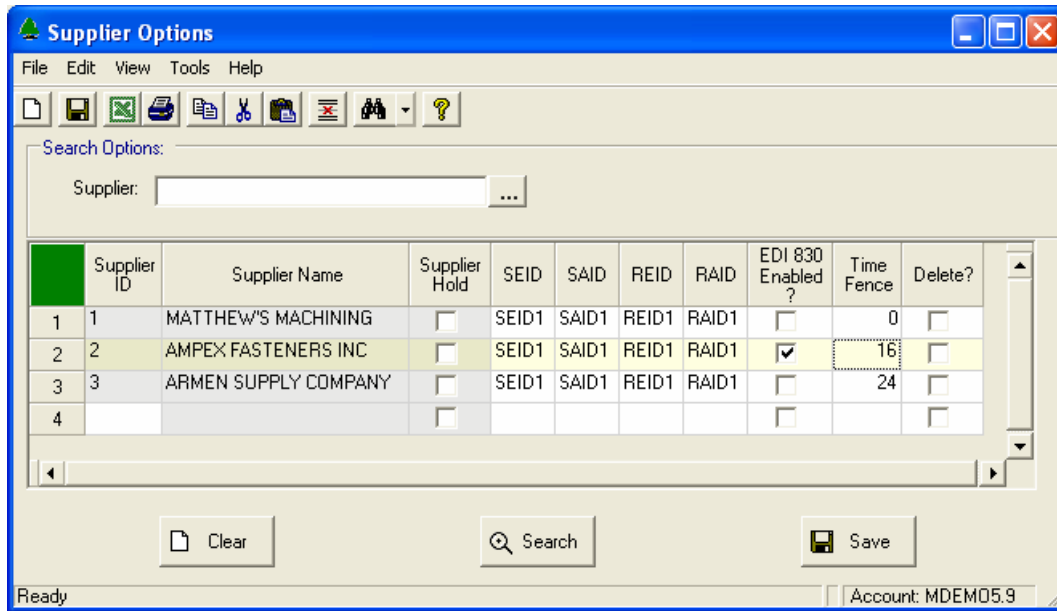 Supplier Options
File Edit View Tools Help
Search Options:
Supplier: ...
Supplier ID Supplier Name Supplier Hold SEID SAID REID RAID EDI 830 Enabled ? Time Fence Delete?
1 1 MATTHEW'S MACHINING SEID1 SAID1 REID1 RAID1 0
2 2 AMPEX FASTENERS INC SEID1 SAID1 REID1 RAID1 16
3 3 ARMEN SUPPLY COMPANY SEID1 SAID1 REID1 RAID1 24
4
Clear Search Save
Ready Account: MDEMO5.9